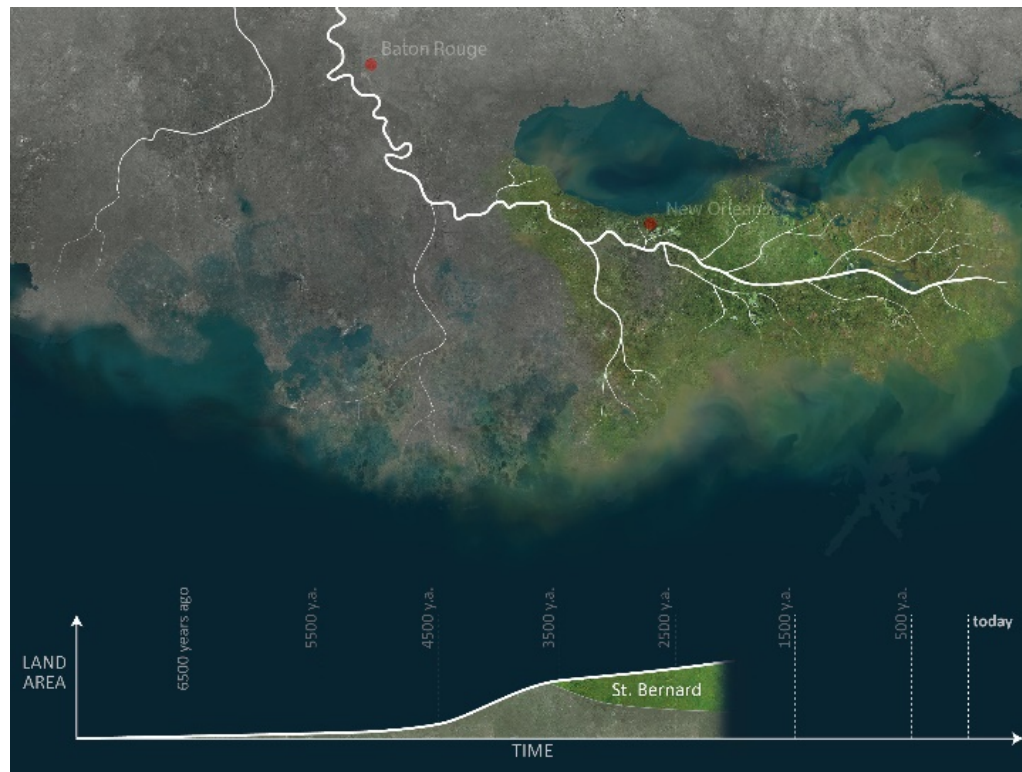 Baton Rouge
New Orleans
6500 years ago
5500 y.a.
4500 y.a.
3500 y.a.
2500 y.a.
1500 y.a.
500 y.a.
today
LAND
AREA
St. Bernard
TIME